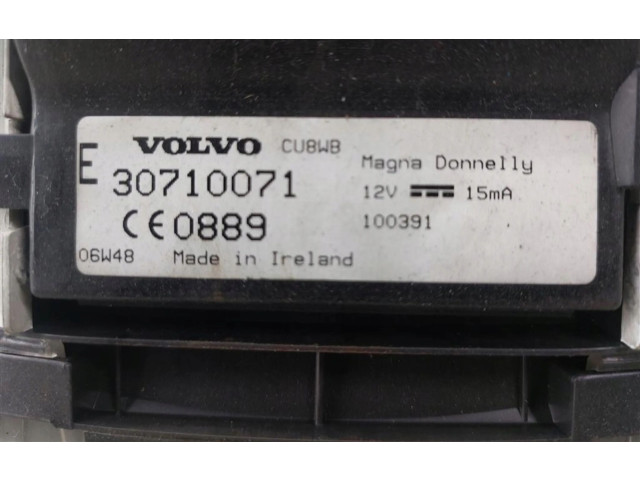 VOLVO CU8WB
E 30710071
CE0889
06W48 Made in Ireland
Magna Donnelly
12V ⎓ 15mA
100391